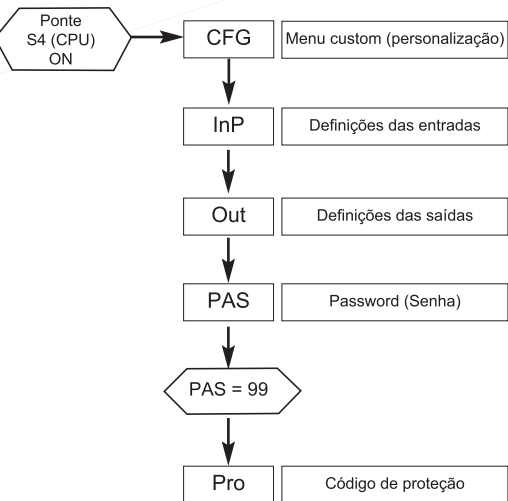 Ponte
S4 (CPU)
ON
CFG
Menu custom (personalização)
InP
Definições das entradas
Out
Definições das saídas
PAS
Password (Senha)
PAS = 99
Pro
Código de proteção